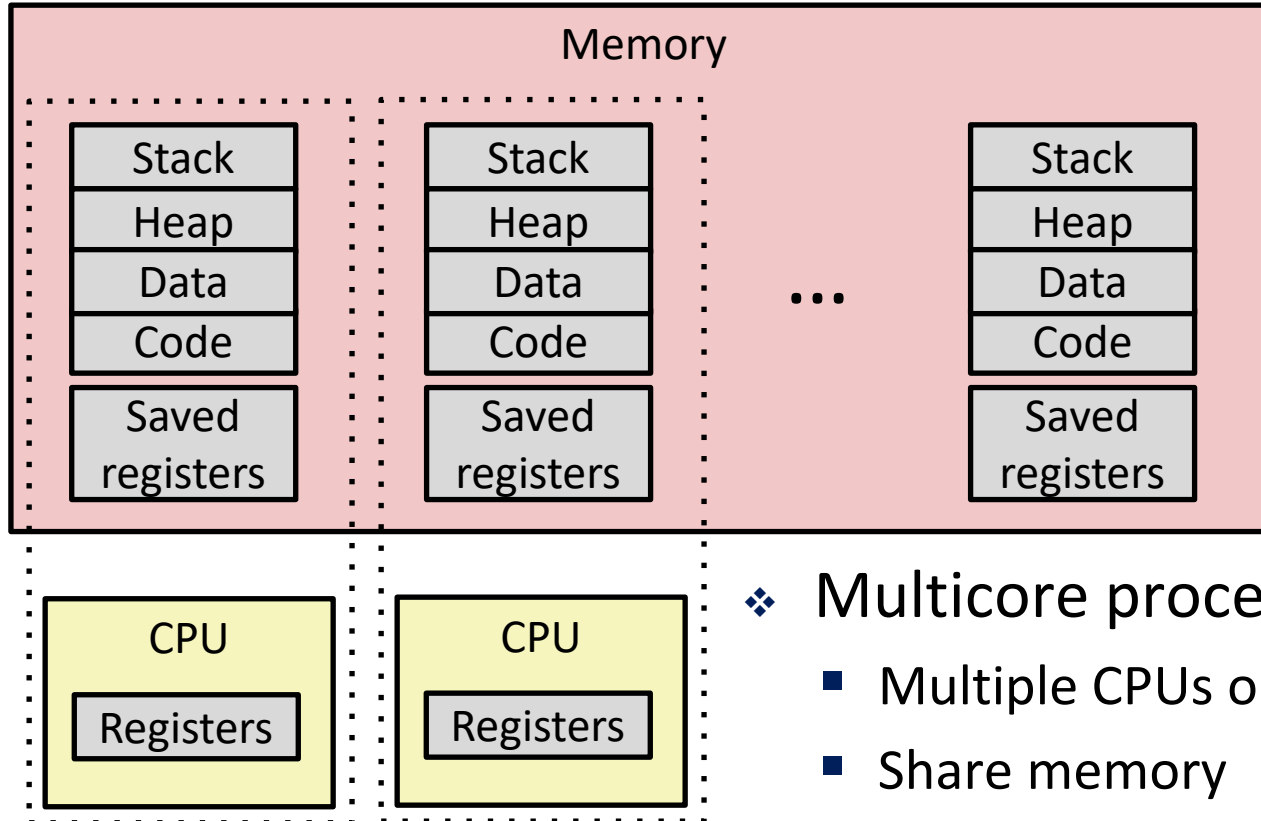 Memory
Stack
Heap
Data
Code
Saved
registers
Stack
Heap
Data
Code
Saved
registers
...
Stack
Heap
Data
Code
Saved
registers
CPU
Registers
CPU
Registers
❖ Multicore proce
▪ Multiple CPUs o
▪ Share memory